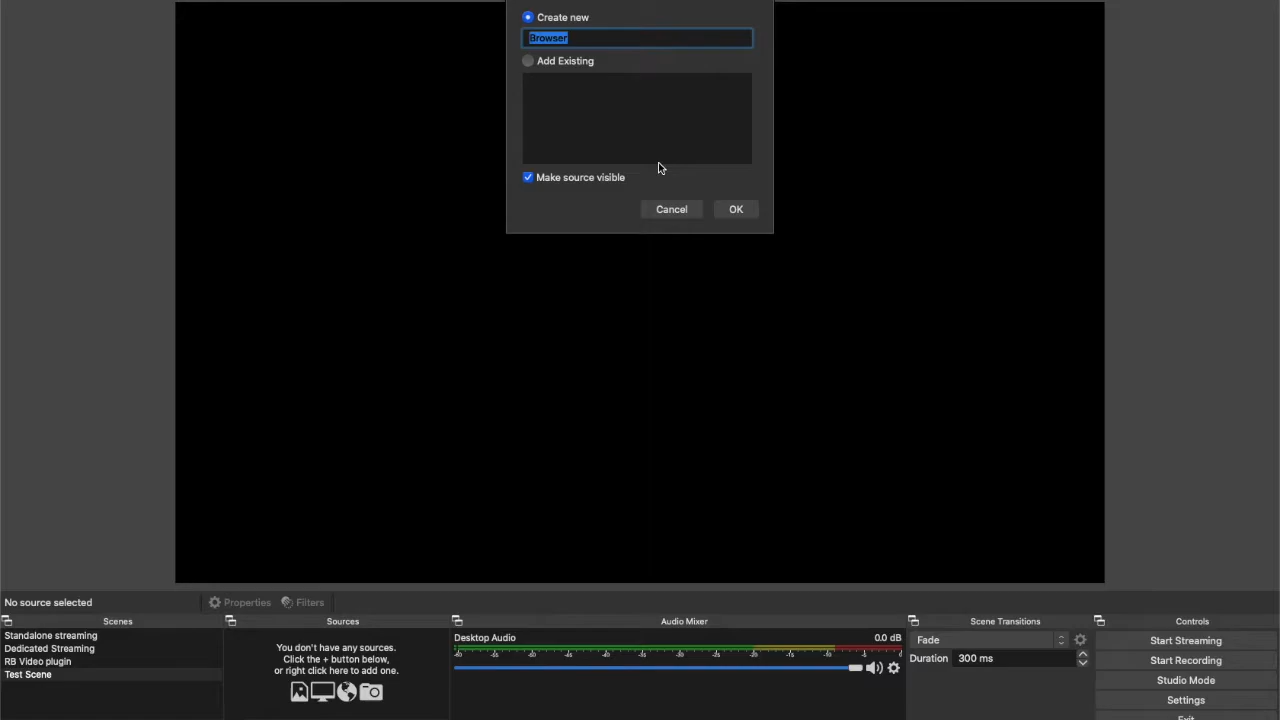 Create new
Browser
Add Existing
Make source visible
Cancel
OK
No source selected
Properties
Filters
Scenes
Sources
Audio Mixer
Scene Transitions
Controls
Standalone streaming
Dedicated Streaming
RB Video plugin
Test Scene
You don't have any sources.
Click the + button below,
or right click here to add one.
Desktop Audio
0.0 dB
Fade
Duration
300 ms
Start Streaming
Start Recording
Studio Mode
Settings
Exit